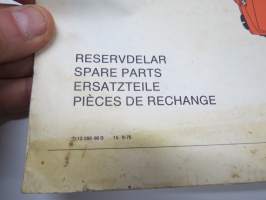 RESERVDELAR
SPARE PARTS
ERSATZTEILE
PIÈCES DE RECHANGE